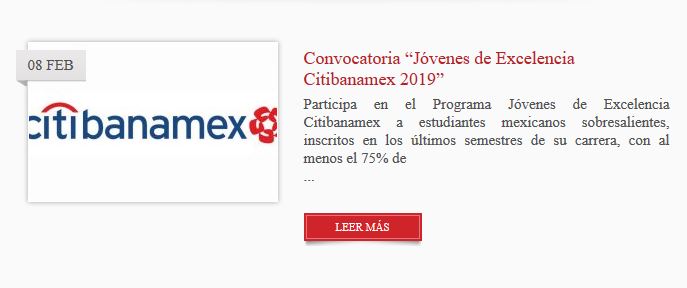 08 FEB
citibanamex
Convocatoria “Jóvenes de Excelencia
Citibanamex 2019”
Participa en el Programa Jóvenes de Excelencia
Citibanamex a estudiantes mexicanos sobresalientes,
inscritos en los últimos semestres de su carrera, con al
menos el 75% de
...
LEER MÁS